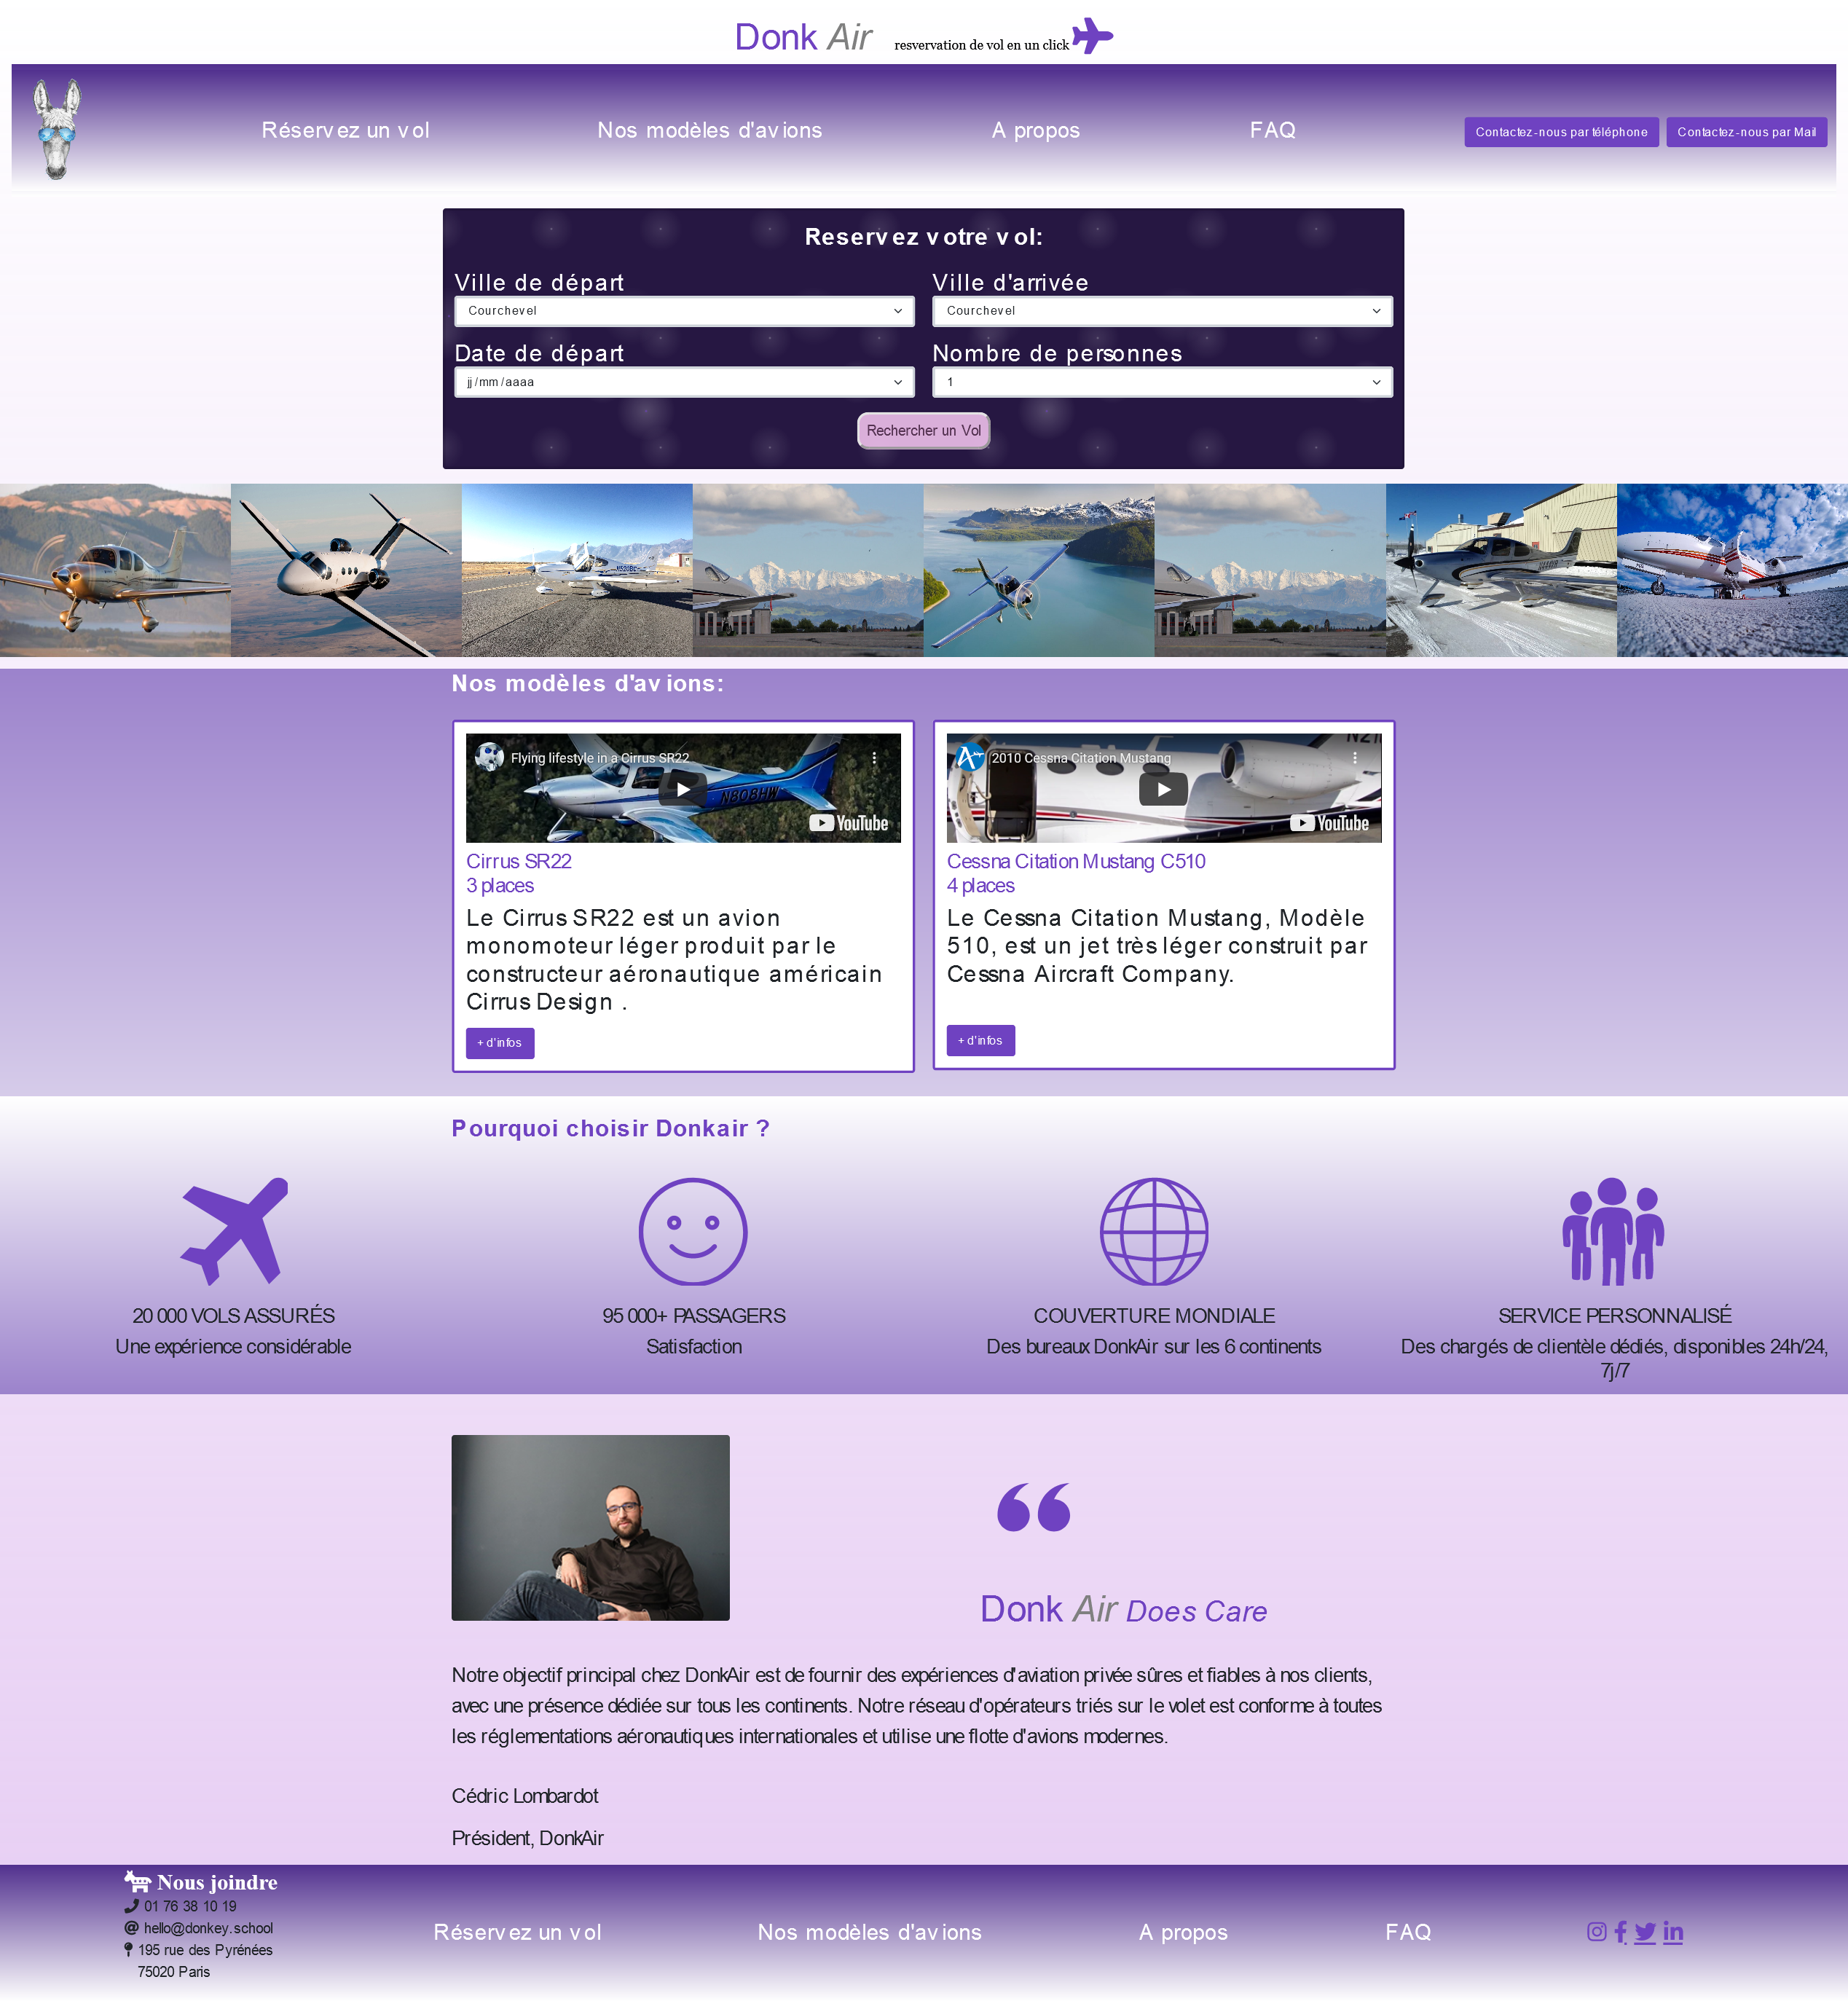 Donk Air resvervation de vol en un click
Réservez un vol
Nos modèles d'avions
A propos
FAQ
Contactez-nous par téléphone
Contactez-nous par Mail
Reservez votre vol:
Ville de départ
Ville d'arrivée
Courchevel
Courchevel
Date de départ
Nombre de personnes
jj/mm/aaaa
1
Rechercher un Vol
Nos modèles d'avions:
Flying lifestyle in a Cirrus SR22
N808HW
YouTube
2010 Cessna Citation Mustang
YouTube
Cirrus SR22
3 places
Le Cirrus SR22 est un avion
monomoteur léger produit par le
constructeur aéronautique américain
Cirrus Design .
+ d'infos
Cessna Citation Mustang C510
4 places
Le Cessna Citation Mustang, Modèle
510, est un jet très léger construit par
Cessna Aircraft Company.
+ d'infos
Pourquoi choisir Donkair ?
20 000 VOLS ASSURÉS
Une expérience considérable
95 000+ PASSAGERS
Satisfaction
COUVERTURE MONDIALE
Des bureaux DonkAir sur les 6 continents
SERVICE PERSONNALISÉ
Des chargés de clientèle dédiés, disponibles 24h/24,
7j/7
Donk Air Does Care
Notre objectif principal chez DonkAir est de fournir des expériences d'aviation privée sûres et fiables à nos clients,
avec une présence dédiée sur tous les continents. Notre réseau d'opérateurs triés sur le volet est conforme à toutes
les réglementations aéronautiques internationales et utilise une flotte d'avions modernes.
Cédric Lombardot
Président, DonkAir
Nous joindre
01 76 38 10 19
hello@donkey.school
195 rue des Pyrénées
75020 Paris
Réservez un vol
Nos modèles d'avions
A propos
FAQ